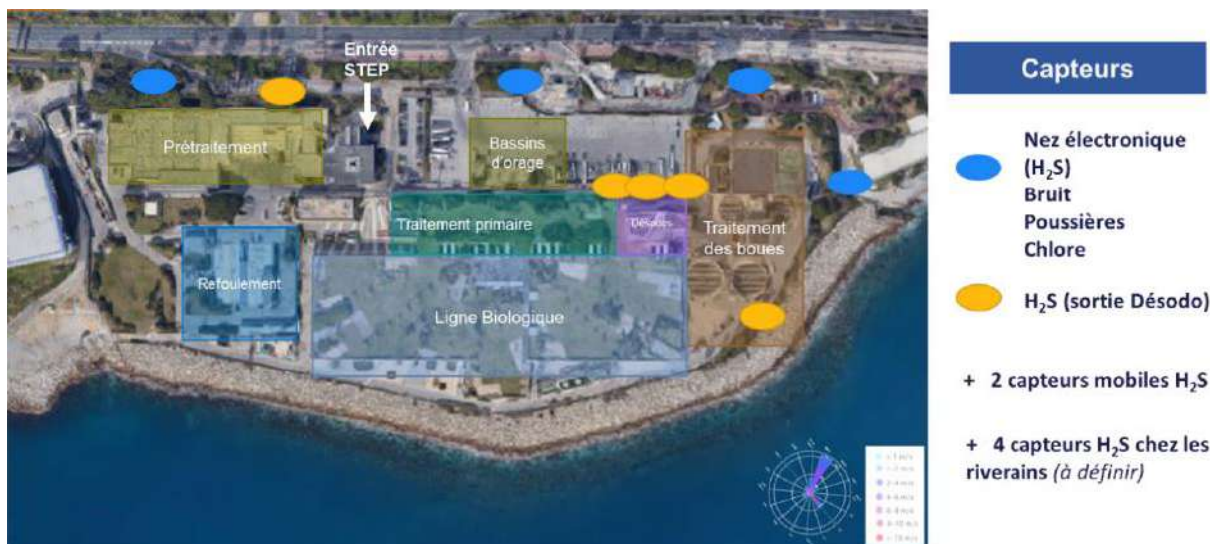 Entrée
STEP
Prétraitement
Bassins
d'orage
Traitement primaire
Désodo
Traitement
des boues
Refoulement
Ligne Biologique
Capteurs
Nez électronique
(H₂S)
Bruit
Poussières
Chlore
H₂S (sortie Désodo)
+ 2 capteurs mobiles H₂S
+ 4 capteurs H₂S chez les
riverains (à définir)